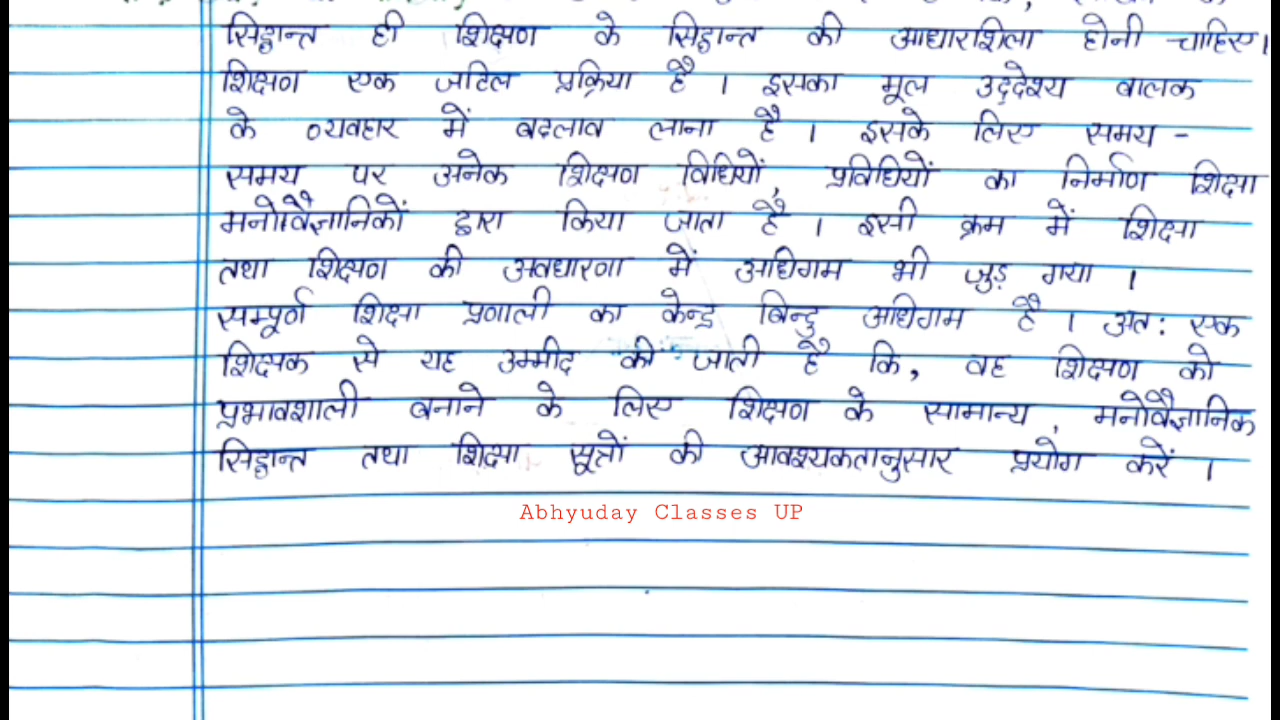 सिद्धान्त ही शिक्षण के सिद्धान्त की आधारशिला होनी चाहिए।
शिक्षण एक जटिल प्रक्रिया है । इसका मूल उद्देश्य बालक
के व्यवहार में बदलाव लाना है । इसके लिए समय -
समय पर अनेक शिक्षण विधियों, प्रविधियों का निर्माण शिक्षा
मनोवैज्ञानिकों द्वारा किया जाता है । इसी क्रम में शिक्षा
तथा शिक्षण की अवधारणा में अधिगम भी जुड़ गया ।
सम्पूर्ण शिक्षा प्रणाली का केन्द्र बिन्दु अधिगम है । अतः एक
शिक्षक से यह उम्मीद की जाती है कि, वह शिक्षण को
प्रभावशाली बनाने के लिए शिक्षण के सामान्य, मनोवैज्ञानिक
सिद्धान्त तथा शिक्षा सूत्रों की आवश्यकतानुसार प्रयोग करें ।
Abhyuday Classes UP